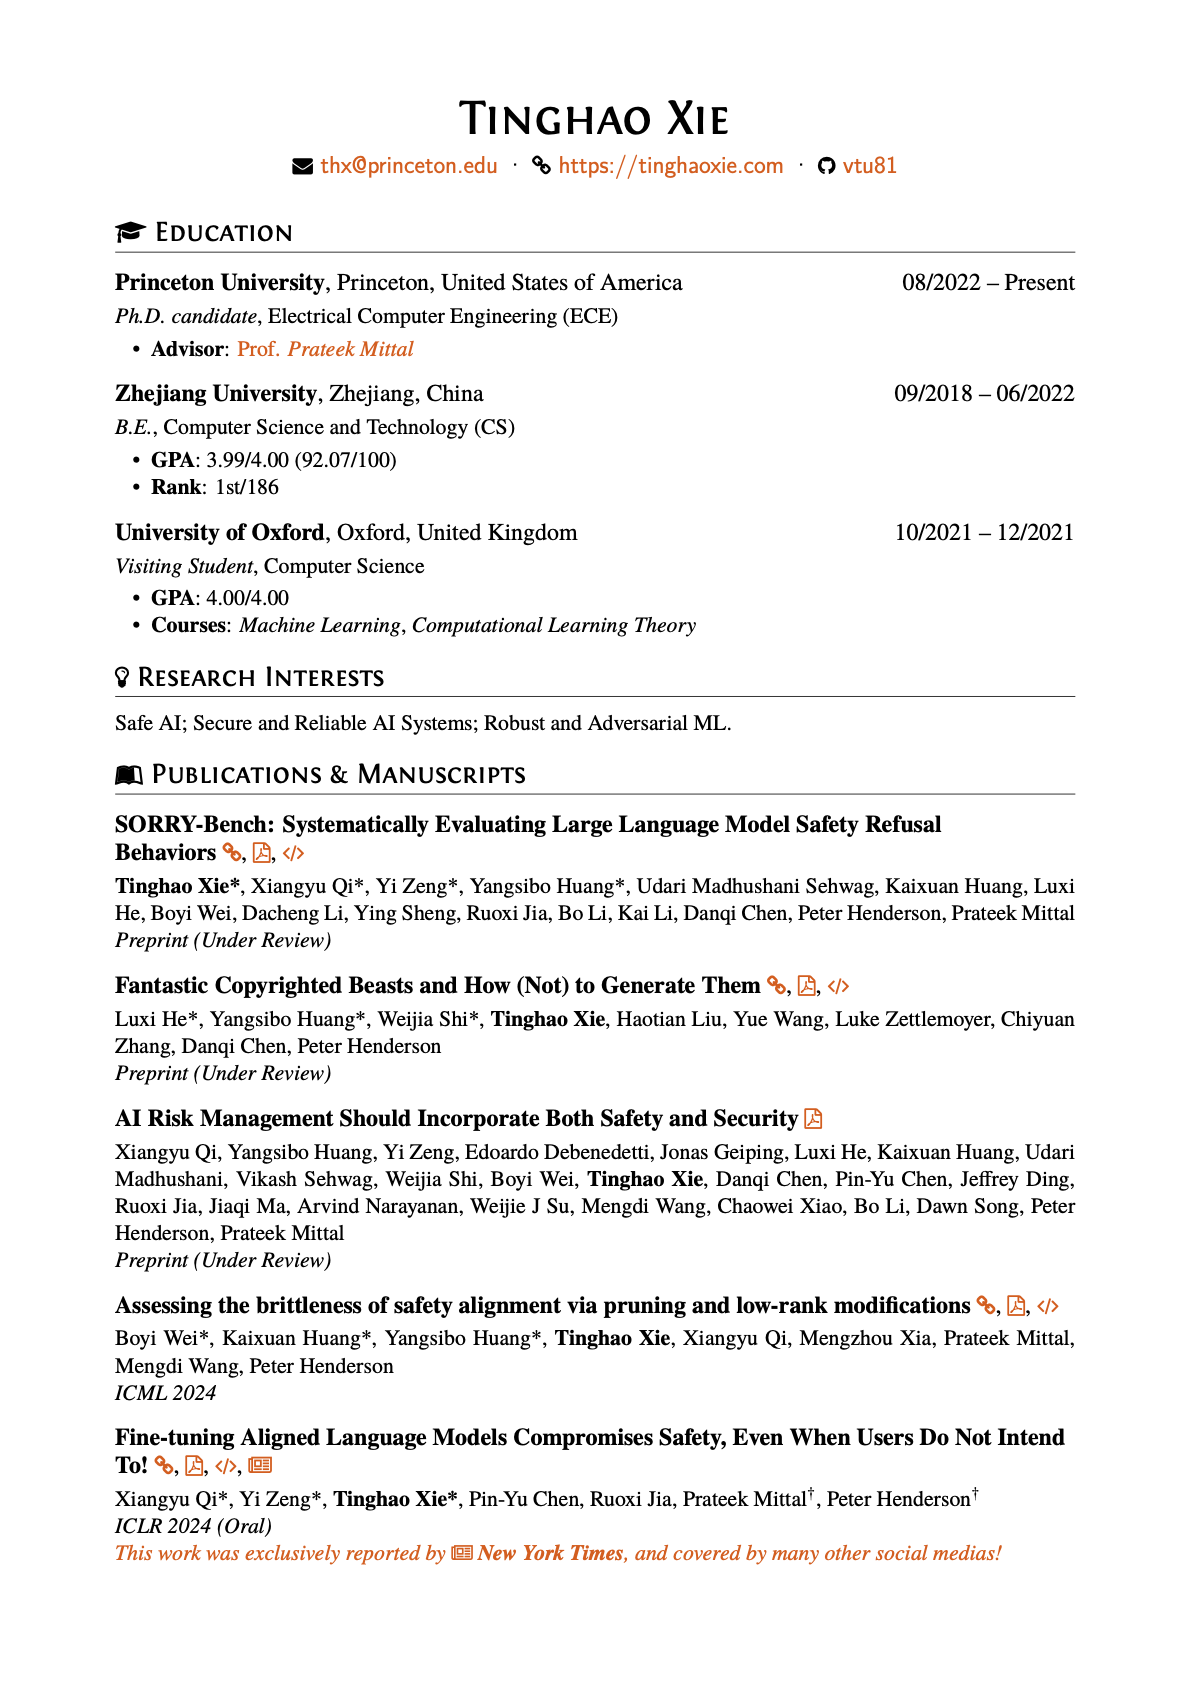 Tinghao Xie
thx@princeton.edu · https://tinghaoxie.com · vtu81
Education
Princeton University, Princeton, United States of America 08/2022 – Present
Ph.D. candidate, Electrical Computer Engineering (ECE)
• Advisor: Prof. Prateek Mittal
Zhejiang University, Zhejiang, China 09/2018 – 06/2022
B.E., Computer Science and Technology (CS)
• GPA: 3.99/4.00 (92.07/100)
• Rank: 1st/186
University of Oxford, Oxford, United Kingdom 10/2021 – 12/2021
Visiting Student, Computer Science
• GPA: 4.00/4.00
• Courses: Machine Learning, Computational Learning Theory
Research Interests
Safe AI; Secure and Reliable AI Systems; Robust and Adversarial ML.
Publications & Manuscripts
SORRY-Bench: Systematically Evaluating Large Language Model Safety Refusal
Behaviors , , </>
Tinghao Xie*, Xiangyu Qi*, Yi Zeng*, Yangsibo Huang*, Udari Madhushani Sehwag, Kaixuan Huang, Luxi
He, Boyi Wei, Dacheng Li, Ying Sheng, Ruoxi Jia, Bo Li, Kai Li, Danqi Chen, Peter Henderson, Prateek Mittal
Preprint (Under Review)
Fantastic Copyrighted Beasts and How (Not) to Generate Them , , </>
Luxi He*, Yangsibo Huang*, Weijia Shi*, Tinghao Xie, Haotian Liu, Yue Wang, Luke Zettlemoyer, Chiyuan
Zhang, Danqi Chen, Peter Henderson
Preprint (Under Review)
AI Risk Management Should Incorporate Both Safety and Security
Xiangyu Qi, Yangsibo Huang, Yi Zeng, Edoardo Debenedetti, Jonas Geiping, Luxi He, Kaixuan Huang, Udari
Madhushani, Vikash Sehwag, Weijia Shi, Boyi Wei, Tinghao Xie, Danqi Chen, Pin-Yu Chen, Jeffrey Ding,
Ruoxi Jia, Jiaqi Ma, Arvind Narayanan, Weijie J Su, Mengdi Wang, Chaowei Xiao, Bo Li, Dawn Song, Peter
Henderson, Prateek Mittal
Preprint (Under Review)
Assessing the brittleness of safety alignment via pruning and low-rank modifications , , </>
Boyi Wei*, Kaixuan Huang*, Yangsibo Huang*, Tinghao Xie, Xiangyu Qi, Mengzhou Xia, Prateek Mittal,
Mengdi Wang, Peter Henderson
ICML 2024
Fine-tuning Aligned Language Models Compromises Safety, Even When Users Do Not Intend
To! , , </>,
Xiangyu Qi*, Yi Zeng*, Tinghao Xie*, Pin-Yu Chen, Ruoxi Jia, Prateek Mittal†, Peter Henderson†
ICLR 2024 (Oral)
This work was exclusively reported by New York Times, and covered by many other social medias!